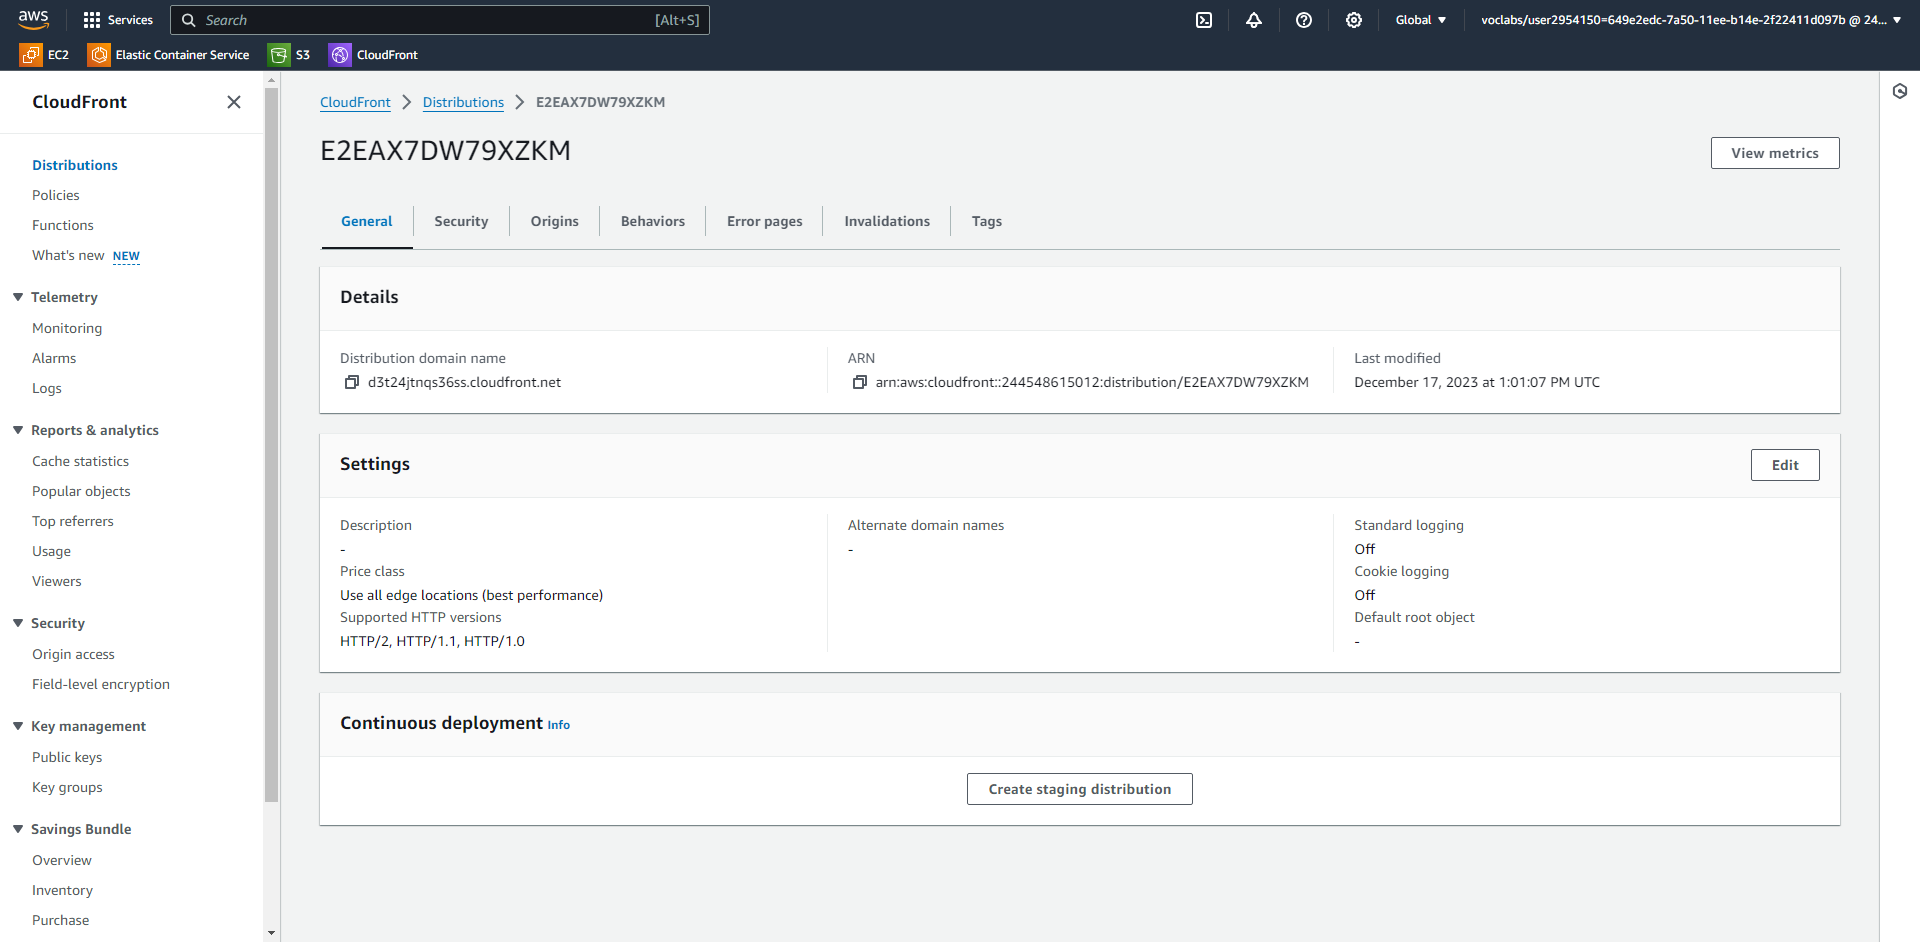 aws Services Search [Alt+S] Global voclabs/user2954150=649e2edc-7a50-11ee-b14e-2f22411d097b @ 24...
EC2 Elastic Container Service S3 CloudFront
CloudFront
Distributions
Policies
Functions
What's new NEW
Telemetry
Monitoring
Alarms
Logs
Reports & analytics
Cache statistics
Popular objects
Top referrers
Usage
Viewers
Security
Origin access
Field-level encryption
Key management
Public keys
Key groups
Savings Bundle
Overview
Inventory
Purchase
CloudFront Distributions E2EAX7DW79XZKM
E2EAX7DW79XZKM
View metrics
General Security Origins Behaviors Error pages Invalidations Tags
Details
Distribution domain name
d3t24jtnqs36ss.cloudfront.net
ARN
arn:aws:cloudfront::244548615012:distribution/E2EAX7DW79XZKM
Last modified
December 17, 2023 at 1:01:07 PM UTC
Settings
Edit
Description
-
Price class
Use all edge locations (best performance)
Supported HTTP versions
HTTP/2, HTTP/1.1, HTTP/1.0
Alternate domain names
-
Standard logging
Off
Cookie logging
Off
Default root object
-
Continuous deployment Info
Create staging distribution